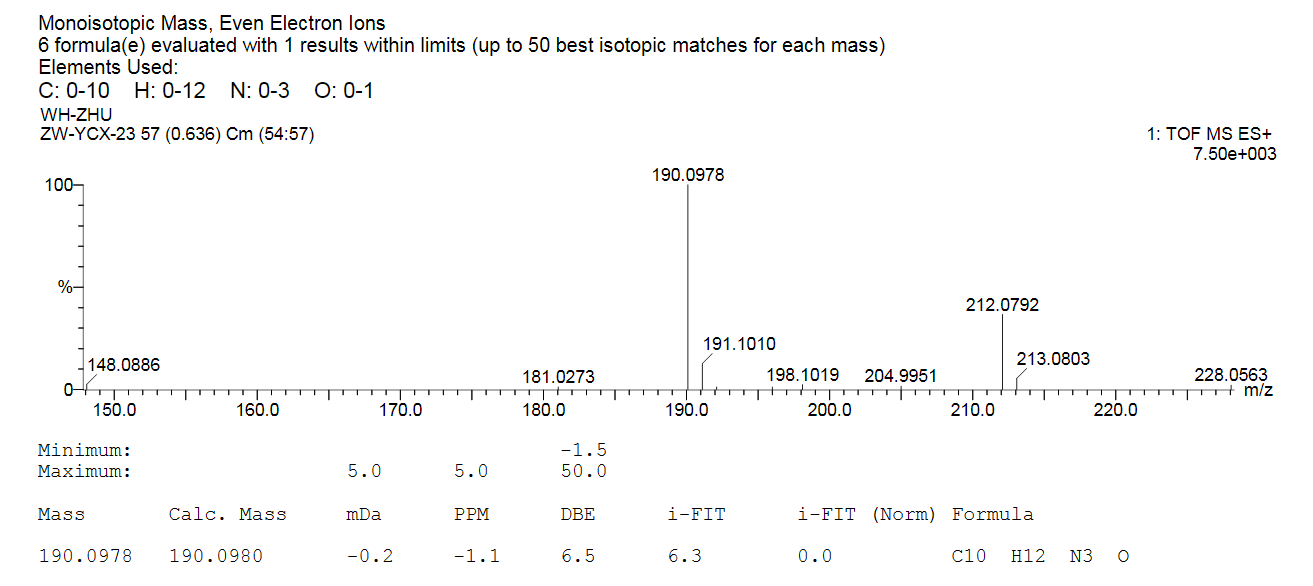 Monoisotopic Mass, Even Electron Ions
6 formula(e) evaluated with 1 results within limits (up to 50 best isotopic matches for each mass)
Elements Used:
C: 0-10 H: 0-12 N: 0-3 O: 0-1
WH-ZHU
ZW-YCX-23 57 (0.636) Cm (54:57)
1: TOF MS ES+
7.50e+003
100
%
0
190.0978
212.0792
191.1010
213.0803
148.0886
181.0273
198.1019
204.9951
228.0563
m/z
150.0 160.0 170.0 180.0 190.0 200.0 210.0 220.0
Minimum: -1.5
Maximum: 5.0 5.0 50.0
Mass Calc. Mass mDa PPM DBE i-FIT i-FIT (Norm) Formula
190.0978 190.0980 -0.2 -1.1 6.5 6.3 0.0 C10 H12 N3 O